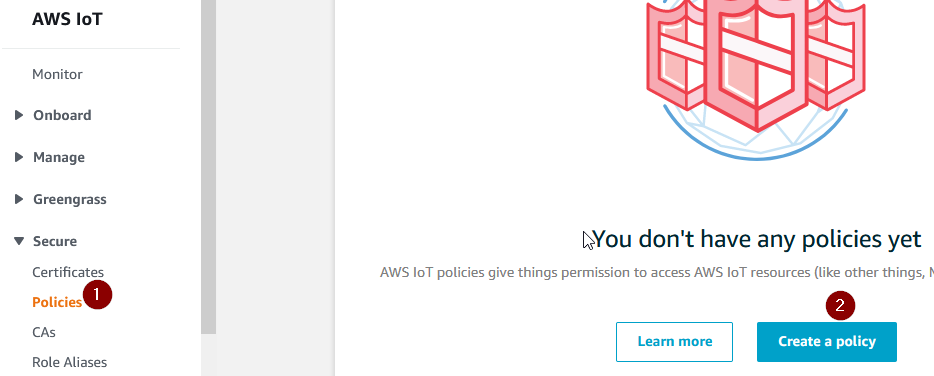 AWS IoT
Monitor
Onboard
Manage
Greengrass
Secure
Certificates
Policies 1
CAs
Role Aliases
You don't have any policies yet
AWS IoT policies give things permission to access AWS IoT resources (like other things,
2
Learn more
Create a policy